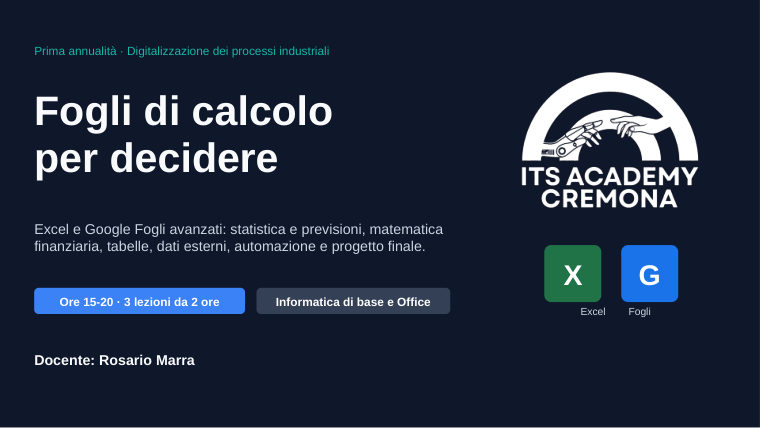 Prima annualità · Digitalizzazione dei processi industriali
Fogli di calcolo
per decidere
Excel e Google Fogli avanzati: statistica e previsioni, matematica
finanziaria, tabelle, dati esterni, automazione e progetto finale.
Ore 15-20 · 3 lezioni da 2 ore
Informatica di base e Office
Docente: Rosario Marra
ITS ACADEMY
CREMONA
X
G
Excel
Fogli